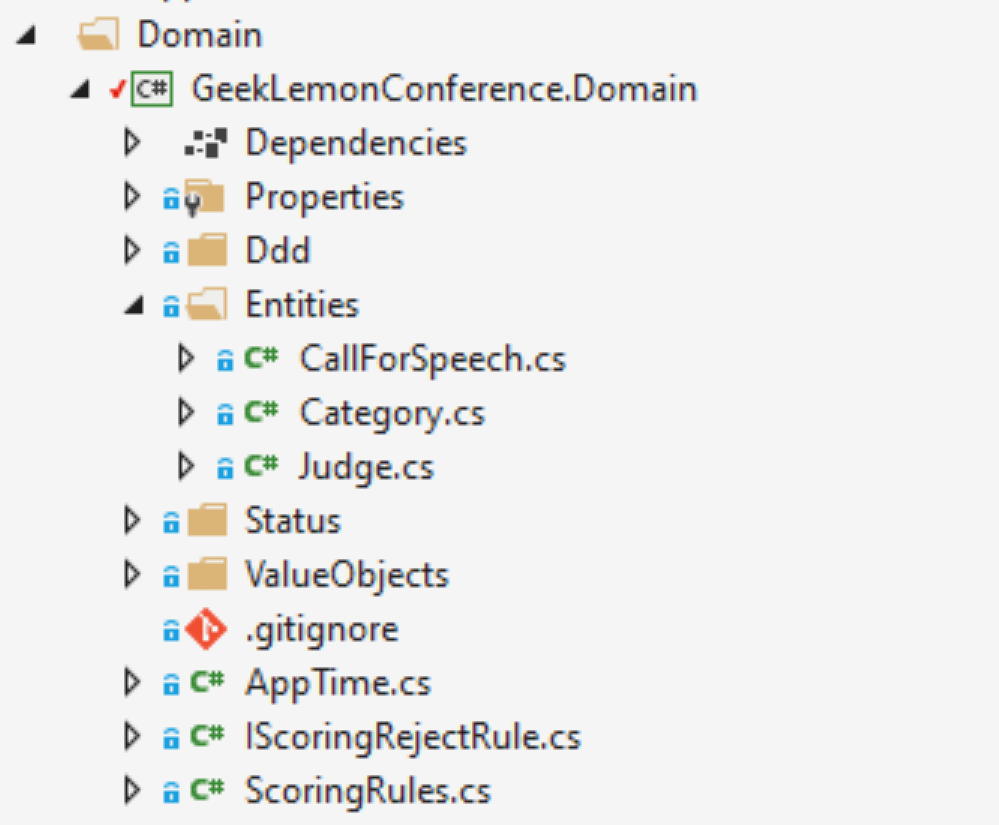 Domain
C# GeekLemonConference.Domain
Dependencies
Properties
Ddd
Entities
C# CallForSpeech.cs
C# Category.cs
C# Judge.cs
Status
ValueObjects
.gitignore
C# AppTime.cs
C# IScoringRejectRule.cs
C# ScoringRules.cs